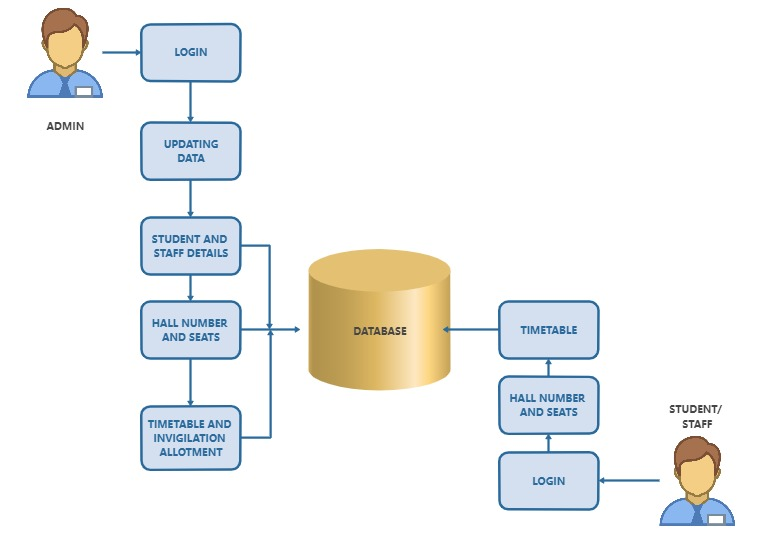 LOGIN
ADMIN
UPDATING
DATA
STUDENT AND
STAFF DETAILS
HALL NUMBER
AND SEATS
TIMETABLE AND
INVIGILATION
ALLOTMENT
DATABASE
TIMETABLE
HALL NUMBER
AND SEATS
LOGIN
STUDENT/
STAFF